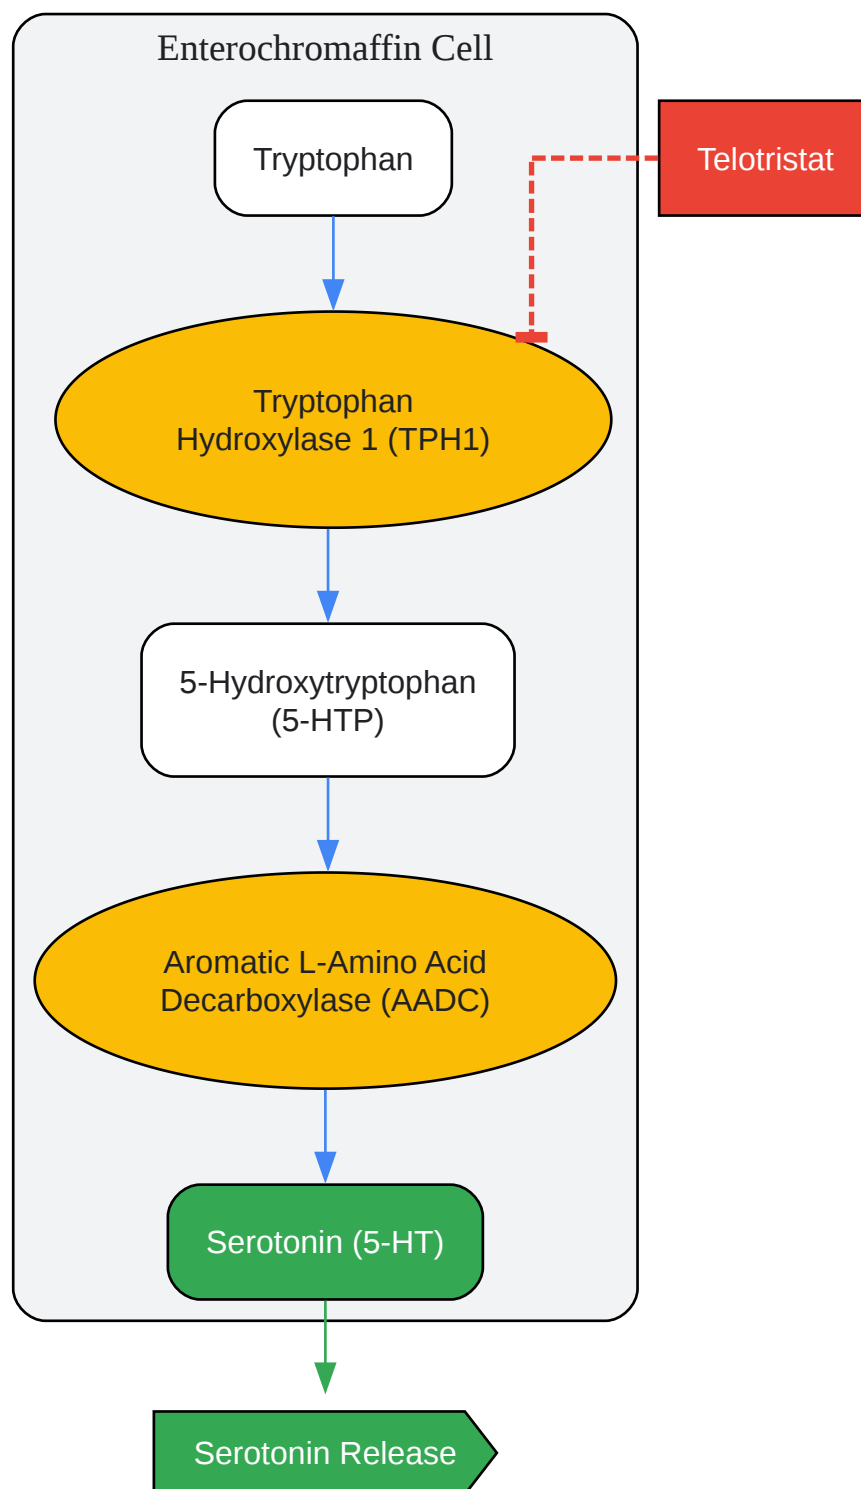 Enterochromaffin Cell
Tryptophan
Telotristat
Tryptophan
Hydroxylase 1 (TPH1)
5-Hydroxytryptophan
(5-HTP)
Aromatic L-Amino Acid
Decarboxylase (AADC)
Serotonin (5-HT)
Serotonin Release